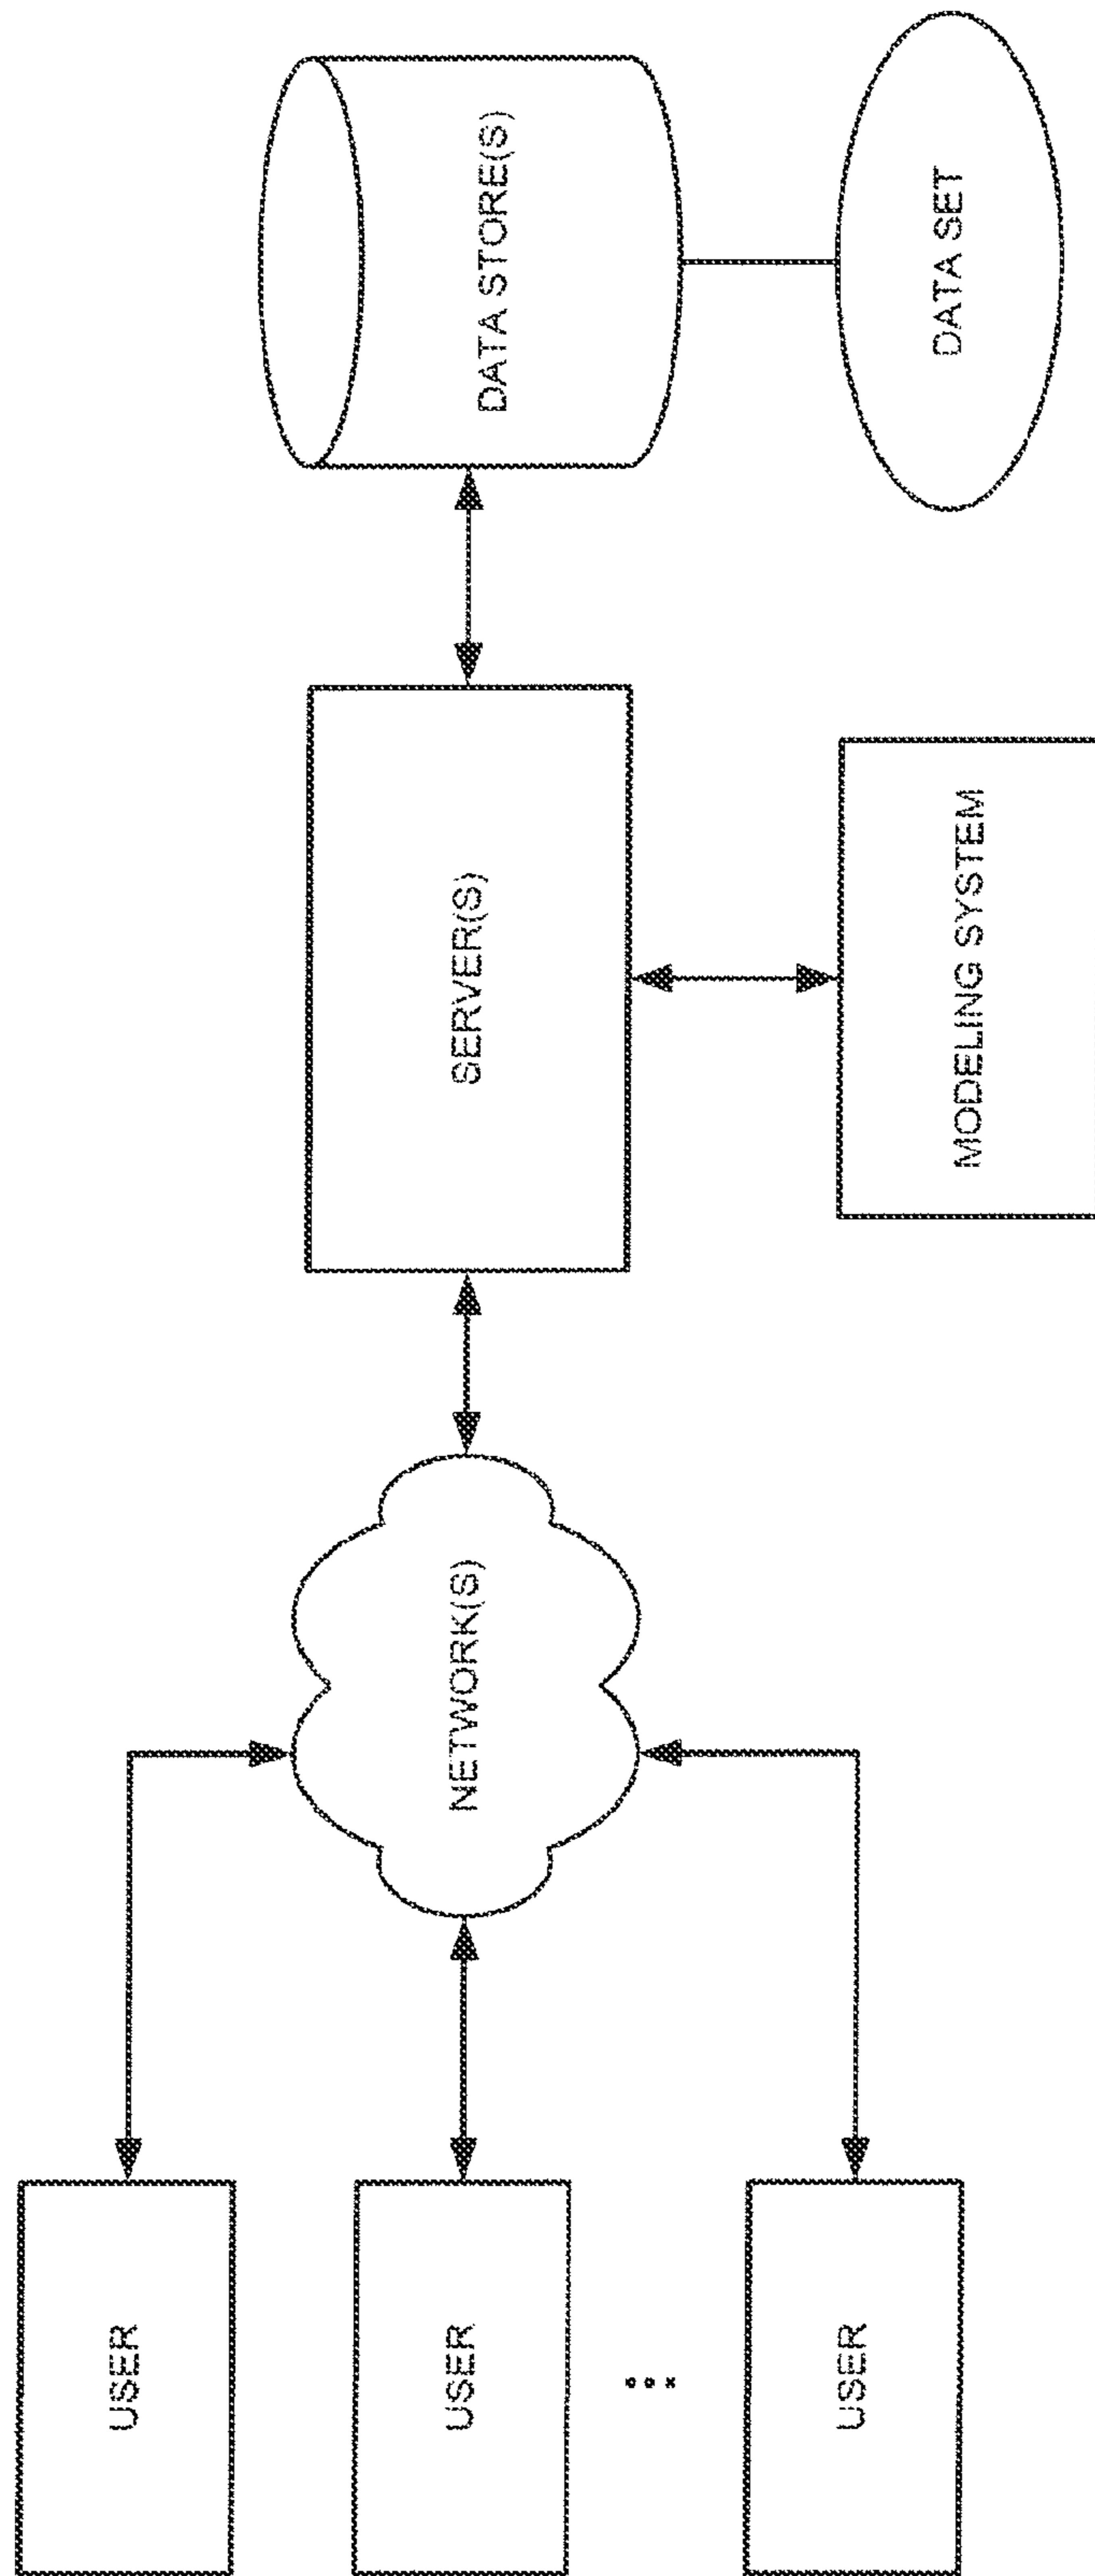 USER
USER
...
USER
NETWORK(S)
SERVER(S)
MODELING SYSTEM
DATA STORE(S)
DATA SET